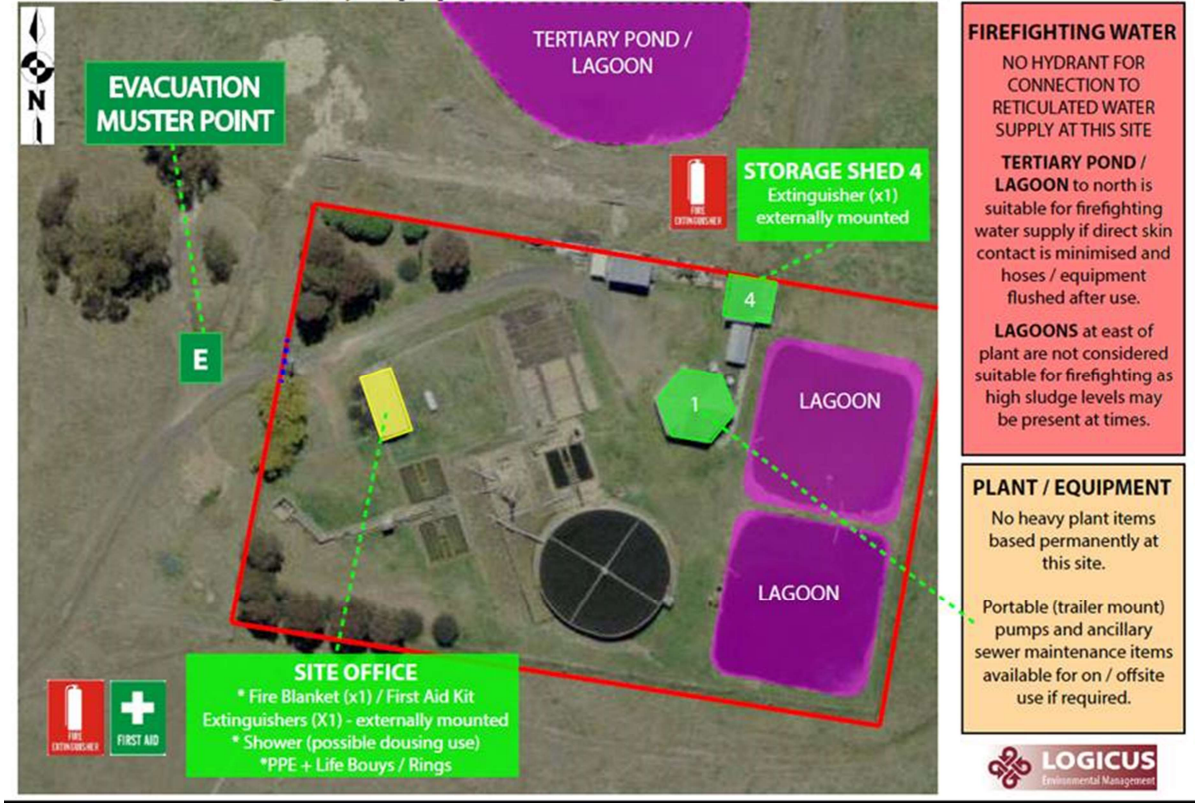 N
EVACUATION
MUSTER POINT
E
TERTIARY POND /
LAGOON
FIRE
EXTINGUISHER
STORAGE SHED 4
Extinguisher (x1)
externally mounted
4
1
LAGOON
LAGOON
FIRE
EXTINGUISHER
FIRST AID
SITE OFFICE
* Fire Blanket (x1) / First Aid Kit
Extinguishers (X1) - externally mounted
* Shower (possible dousing use)
*PPE + Life Bouys / Rings
FIREFIGHTING WATER
NO HYDRANT FOR
CONNECTION TO
RETICULATED WATER
SUPPLY AT THIS SITE
TERTIARY POND /
LAGOON to north is
suitable for firefighting
water supply if direct skin
contact is minimised and
hoses / equipment
flushed after use.
LAGOONS at east of
plant are not considered
suitable for firefighting as
high sludge levels may
be present at times.
PLANT / EQUIPMENT
No heavy plant items
based permanently at
this site.
Portable (trailer mount)
pumps and ancillary
sewer maintenance items
available for on / offsite
use if required.
LOGICUS
Environmental Management